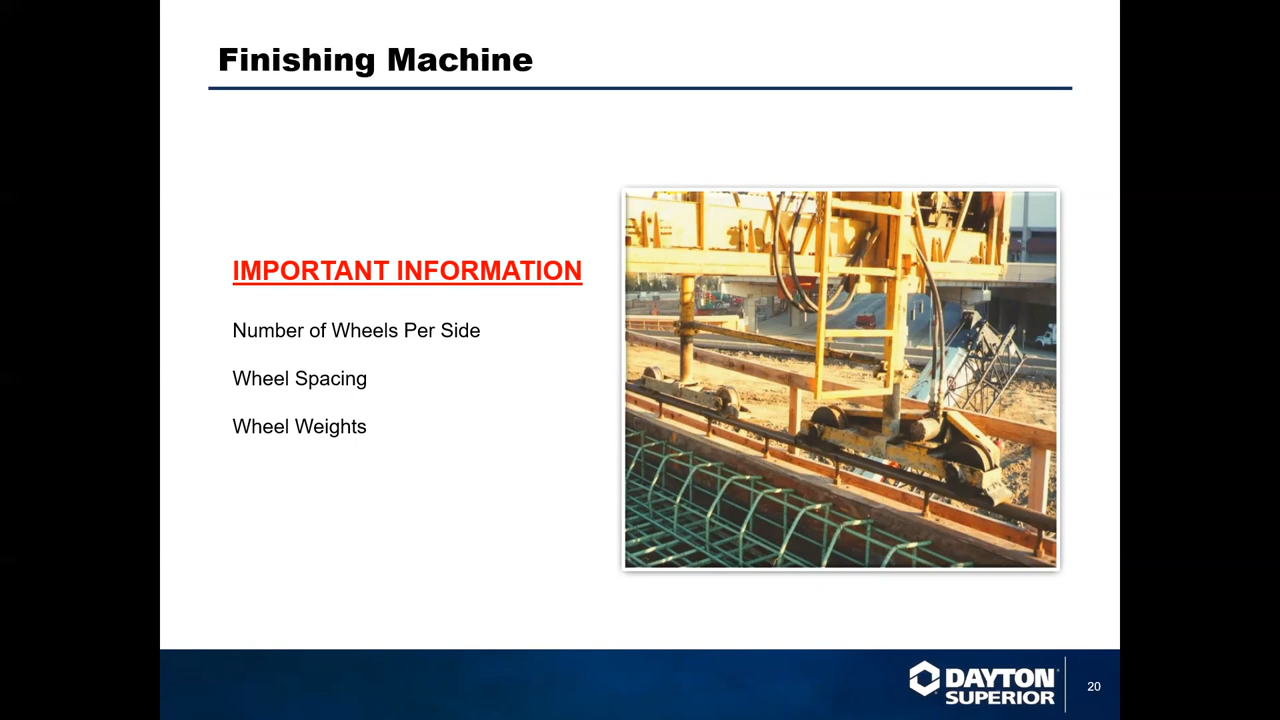 Finishing Machine
IMPORTANT INFORMATION
Number of Wheels Per Side
Wheel Spacing
Wheel Weights
DAYTON
SUPERIOR
20